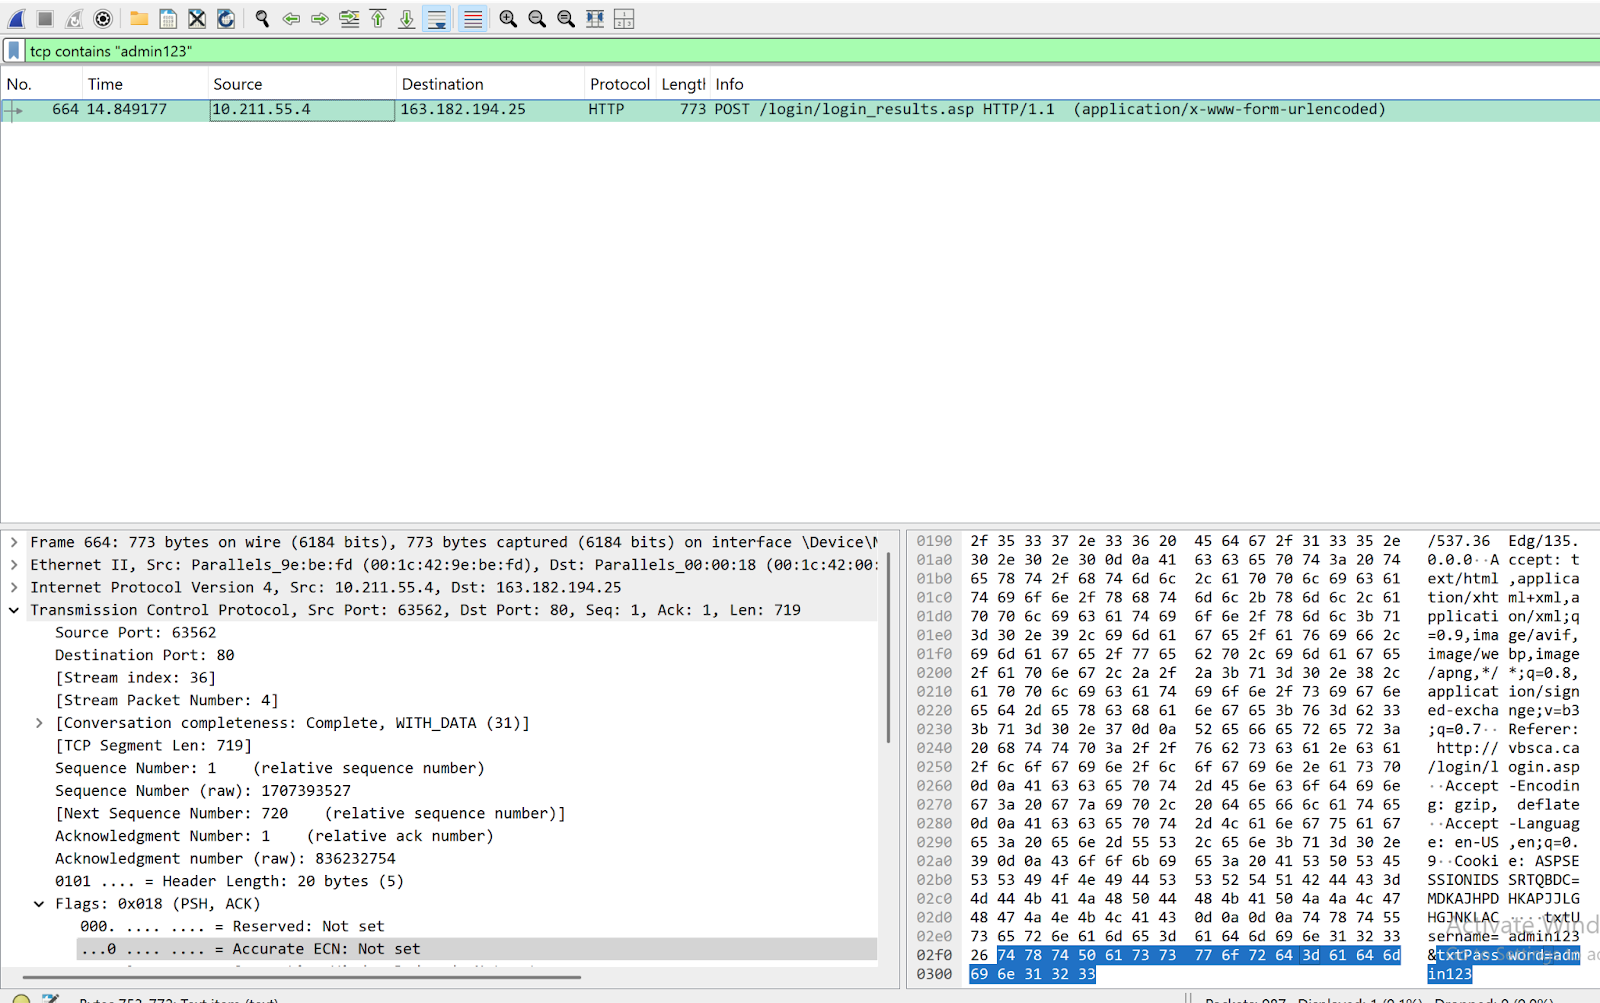 tcp contains "admin123"
No. Time Source Destination Protocol Length Info
664 14.849177 10.211.55.4 163.182.194.25 HTTP 773 POST /login/login_results.asp HTTP/1.1 (application/x-www-form-urlencoded)
Frame 664: 773 bytes on wire (6184 bits), 773 bytes captured (6184 bits) on interface \Device\
Ethernet II, Src: Parallels_9e:be:fd (00:1c:42:9e:be:fd), Dst: Parallels_00:00:18 (00:1c:42:00:
Internet Protocol Version 4, Src: 10.211.55.4, Dst: 163.182.194.25
Transmission Control Protocol, Src Port: 63562, Dst Port: 80, Seq: 1, Ack: 1, Len: 719
Source Port: 63562
Destination Port: 80
[Stream index: 36]
[Stream Packet Number: 4]
[Conversation completeness: Complete, WITH_DATA (31)]
[TCP Segment Len: 719]
Sequence Number: 1 (relative sequence number)
Sequence Number (raw): 1707393527
[Next Sequence Number: 720 (relative sequence number)]
Acknowledgment Number: 1 (relative ack number)
Acknowledgment number (raw): 836232754
0101 .... = Header Length: 20 bytes (5)
Flags: 0x018 (PSH, ACK)
000. .... .... = Reserved: Not set
...0 .... .... = Accurate ECN: Not set
0190 2f 35 33 37 2e 33 36 20 45 64 67 2f 31 33 35 2e /537.36 Edg/135.
01a0 30 2e 30 2e 30 0d 0a 41 63 63 65 70 74 3a 20 74 0.0.0··A ccept: t
01b0 65 78 74 2f 68 74 6d 6c 2c 61 70 70 6c 69 63 61 ext/html ,applica
01c0 74 69 6f 6e 2f 78 68 74 6d 6c 2b 78 6d 6c 2c 61 tion/xht ml+xml,a
01d0 70 70 6c 69 63 61 74 69 6f 6e 2f 78 6d 6c 3b 71 pplicati on/xml;q
01e0 3d 30 2e 39 2c 69 6d 61 67 65 2f 61 76 69 66 2c =0.9,ima ge/avif,
01f0 69 6d 61 67 65 2f 77 65 62 70 2c 69 6d 61 67 65 image/we bp,image
0200 2f 61 70 6e 67 2c 2a 2f 2a 3b 71 3d 30 2e 38 2c /apng,*/ *;q=0.8,
0210 61 70 70 6c 69 63 61 74 69 6f 6e 2f 73 69 67 6e applicat ion/sign
0220 65 64 2d 65 78 63 68 61 6e 67 65 3b 76 3d 62 33 ed-excha nge;v=b3
0230 3b 71 3d 30 2e 37 0d 0a 52 65 66 65 72 65 72 3a ;q=0.7·· Referer:
0240 20 68 74 74 70 3a 2f 2f 76 62 73 63 61 2e 63 61 http:// vbsca.ca
0250 2f 6c 6f 67 69 6e 2f 6c 6f 67 69 6e 2e 61 73 70 /login/l ogin.asp
0260 0d 0a 41 63 63 65 70 74 2d 45 6e 63 6f 64 69 6e ··Accept -Encodin
0270 67 3a 20 67 7a 69 70 2c 20 64 65 66 6c 61 74 65 g: gzip, deflate
0280 0d 0a 41 63 63 65 70 74 2d 4c 61 6e 67 75 61 67 ··Accept -Languag
0290 65 3a 20 65 6e 2d 55 53 2c 65 6e 3b 71 3d 30 2e e: en-US ,en;q=0.
02a0 39 0d 0a 43 6f 6f 6b 69 65 3a 20 41 53 50 53 45 9··Cooki e: ASPSE
02b0 53 53 49 4f 4e 49 44 53 53 52 54 51 42 44 43 3d SSIONIDS SRTQBDC=
02c0 4d 44 4b 41 4a 48 50 44 48 4b 41 50 4a 4a 4c 47 MDKAJHPD HKAPJJLG
02d0 48 47 4a 4e 4b 4c 41 43 0d 0a 0d 0a 74 78 74 55 HGJNKLAC ····txtU
02e0 73 65 72 6e 61 6d 65 3d 61 64 6d 69 6e 31 32 33 sername= admin123
02f0 26 74 78 74 50 61 73 73 77 6f 72 64 3d 61 64 6d &txtPass word=adm
0300 69 6e 31 32 33 in123